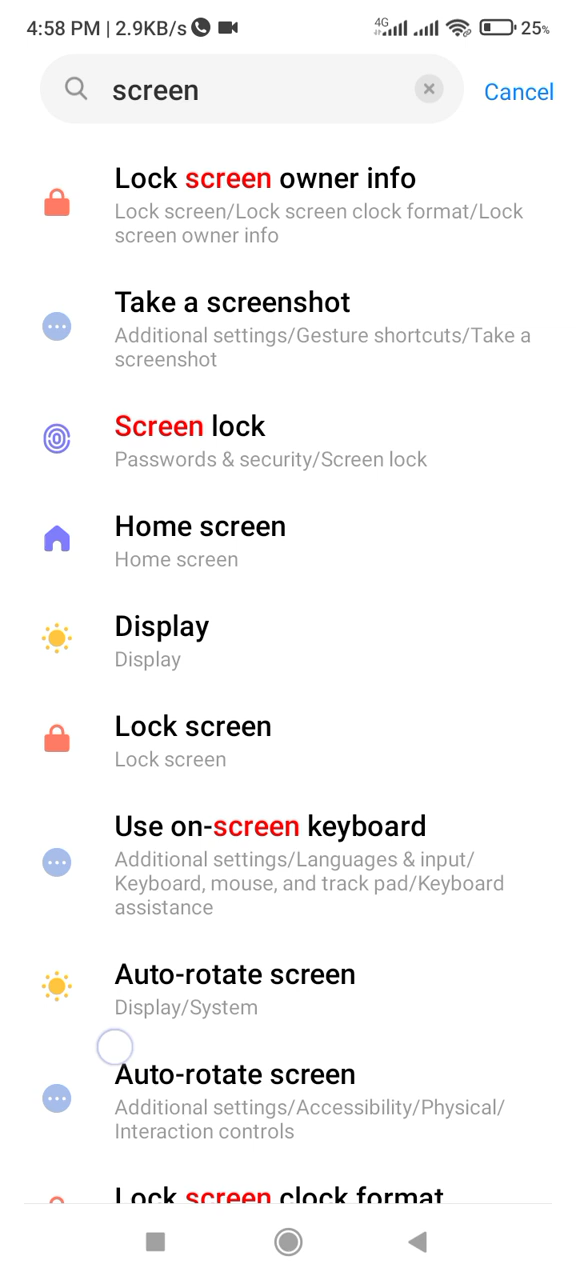 4:58 PM | 2.9KB/s 4G 25%
screen Cancel
Lock screen owner info
Lock screen/Lock screen clock format/Lock
screen owner info
Take a screenshot
Additional settings/Gesture shortcuts/Take a
screenshot
Screen lock
Passwords & security/Screen lock
Home screen
Home screen
Display
Display
Lock screen
Lock screen
Use on-screen keyboard
Additional settings/Languages & input/
Keyboard, mouse, and track pad/Keyboard
assistance
Auto-rotate screen
Display/System
Auto-rotate screen
Additional settings/Accessibility/Physical/
Interaction controls
Lock screen clock format